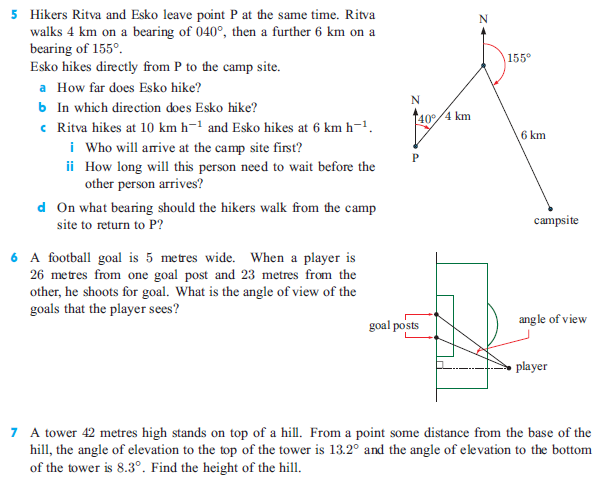 5 Hikers Ritva and Esko leave point P at the same time. Ritva
walks 4 km on a bearing of 040°, then a further 6 km on a
bearing of 155°.
Esko hikes directly from P to the camp site.
a How far does Esko hike?
b In which direction does Esko hike?
c Ritva hikes at 10 km h⁻¹ and Esko hikes at 6 km h⁻¹.
i Who will arrive at the camp site first?
ii How long will this person need to wait before the
other person arrives?
d On what bearing should the hikers walk from the camp
site to return to P?
N
155°
N
40°
4 km
6 km
P
campsite
6 A football goal is 5 metres wide. When a player is
26 metres from one goal post and 23 metres from the
other, he shoots for goal. What is the angle of view of the
goals that the player sees?
goal posts
angle of view
player
7 A tower 42 metres high stands on top of a hill. From a point some distance from the base of the
hill, the angle of elevation to the top of the tower is 13.2° and the angle of elevation to the bottom
of the tower is 8.3°. Find the height of the hill.